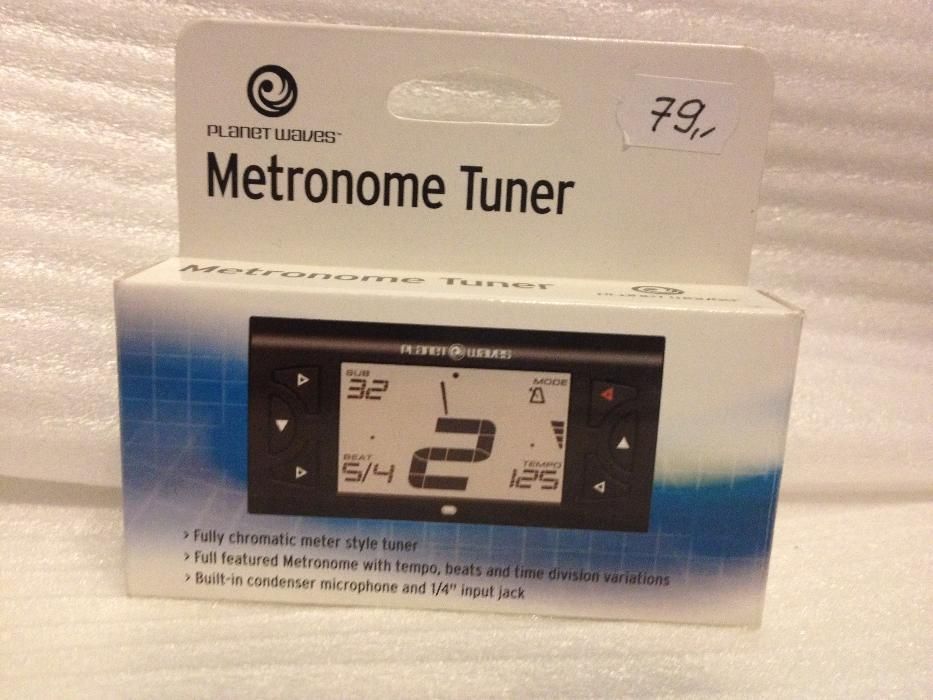 PLANET WAVES™
79,-
Metronome Tuner
Metronome Tuner
PLANET WAVES
PLANET WAVES
SUB
32
MODE
2
BEAT
5/4
TEMPO
125
> Fully chromatic meter style tuner
> Full featured Metronome with tempo, beats and time division variations
> Built-in condenser microphone and 1/4" input jack